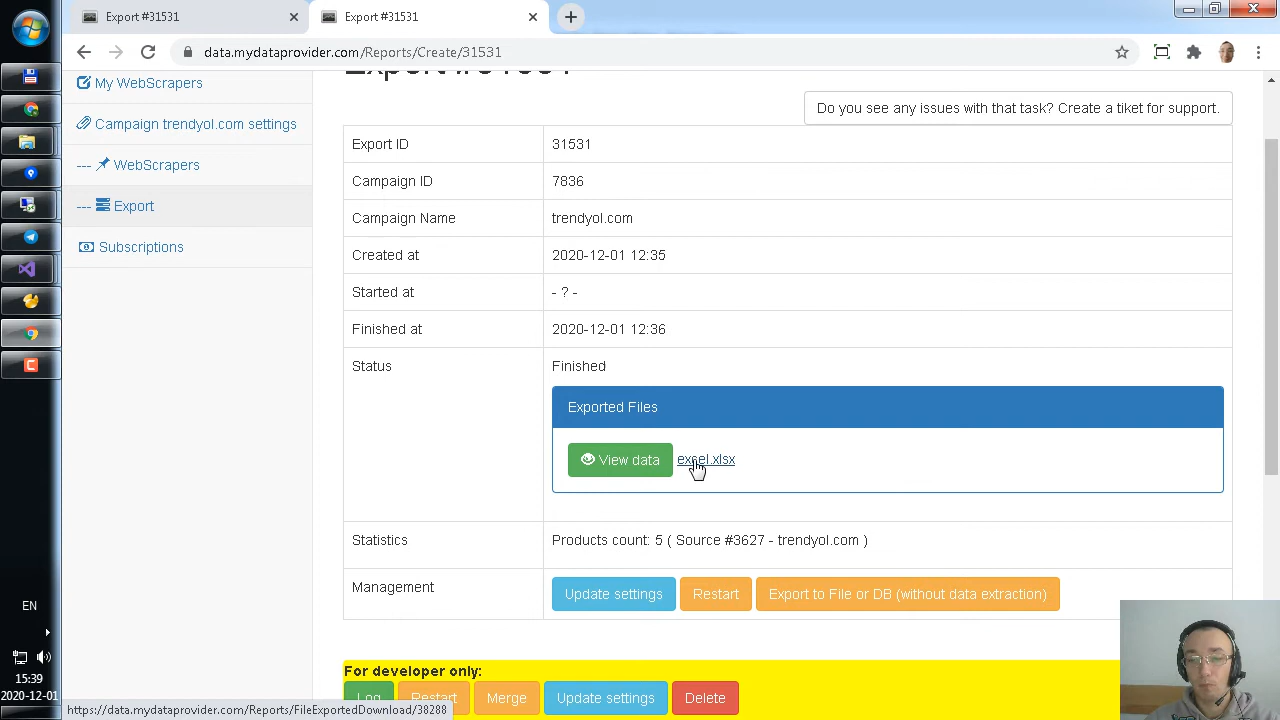 Export #31531
Export #31531
data.mydataprovider.com/Reports/Create/31531
My WebScraper
Campaign trendyol com settings
--- WebScrapers
--- Export
Subscriptions
Do you see any issues with that task? Create a tiket for support.
Export ID 31531
Campaign ID 7836
Campaign Name trendyol.com
Created at 2020-12-01 12:35
Started at - ? -
Finished at 2020-12-01 12:36
Status Finished
Exported Files
View data excel.xlsx
Statistics Products count: 5 ( Source #3627 - trendyol.com )
Management Update settings Restart Export to File or DB (without data extraction)
For developer only:
Log Restart Merge Update settings Delete
https://data.mydataprovider.com/Reports/FileExportedDownload/38289
EN
15:39
2020-12-01